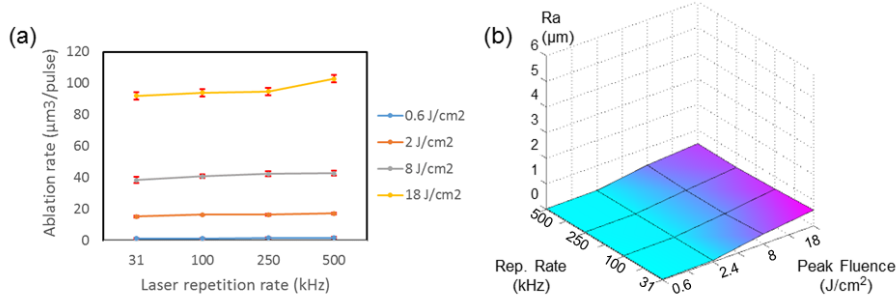 (a)
Ablation rate (µm3/pulse)
120
100
80
60
40
20
0
31 100 250 500
Laser repetition rate (kHz)
0.6 J/cm2
2 J/cm2
8 J/cm2
18 J/cm2
(b)
Ra
(µm)
6
5
4
3
2
1
0
500
250
100
31
Rep. Rate
(kHz)
0.6
2.4
8
18
Peak Fluence
(J/cm²)